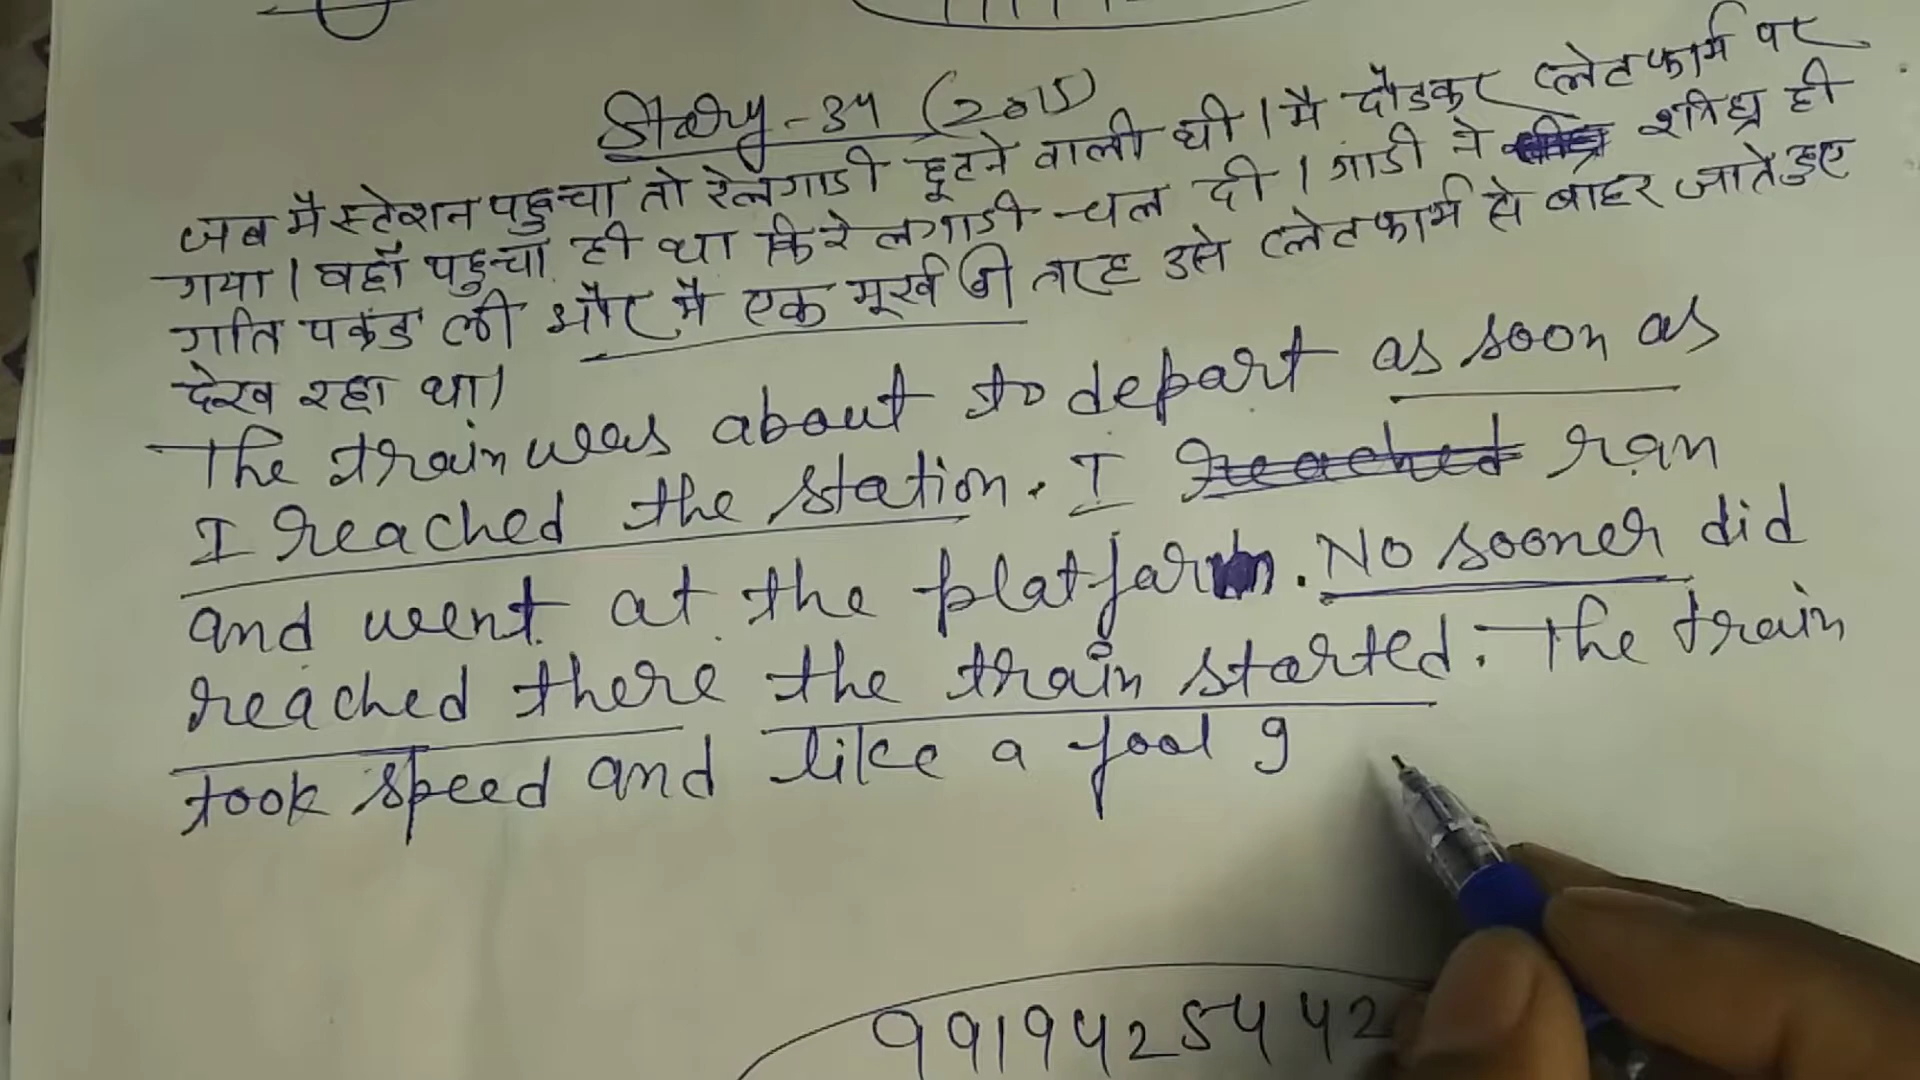 Story-34 (2015)
जब मै स्टेशन पहुचा तो रेलगाडी छूटने वाली थी। मै दौडकर प्लेटफार्म पर
गया। वहाँ पहुचा ही था कि रेलगाडी चल दी। गाडी ने शीघ्र ही
गति पकड ली और मै एक मूर्ख की तरह उसे प्लेटफार्म से बाहर जाते हुए
देख रहा था।
The train was about to depart as soon as
I reached the station. I reached ran
and went at the platform. No sooner did
reached there the train started. The train
took speed and like a fool I
9919425442